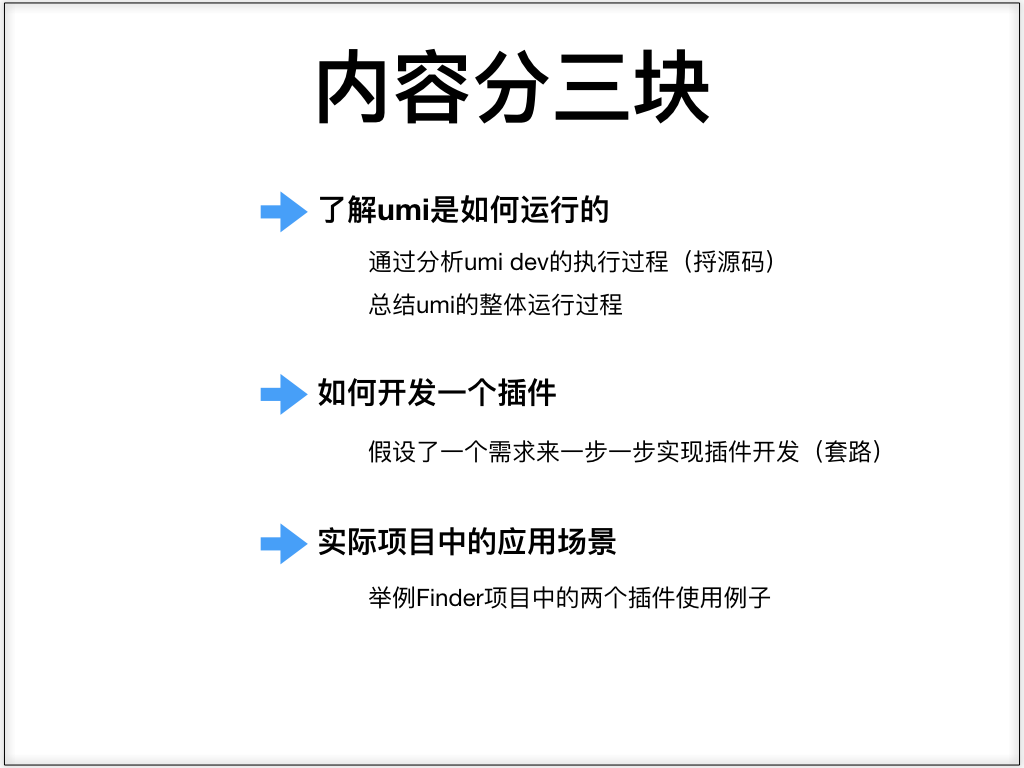 内容分三块
了解umi是如何运行的
通过分析umi dev的执行过程（捋源码）
总结umi的整体运行过程
如何开发一个插件
假设了一个需求来一步一步实现插件开发（套路）
实际项目中的应用场景
举例Finder项目中的两个插件使用例子